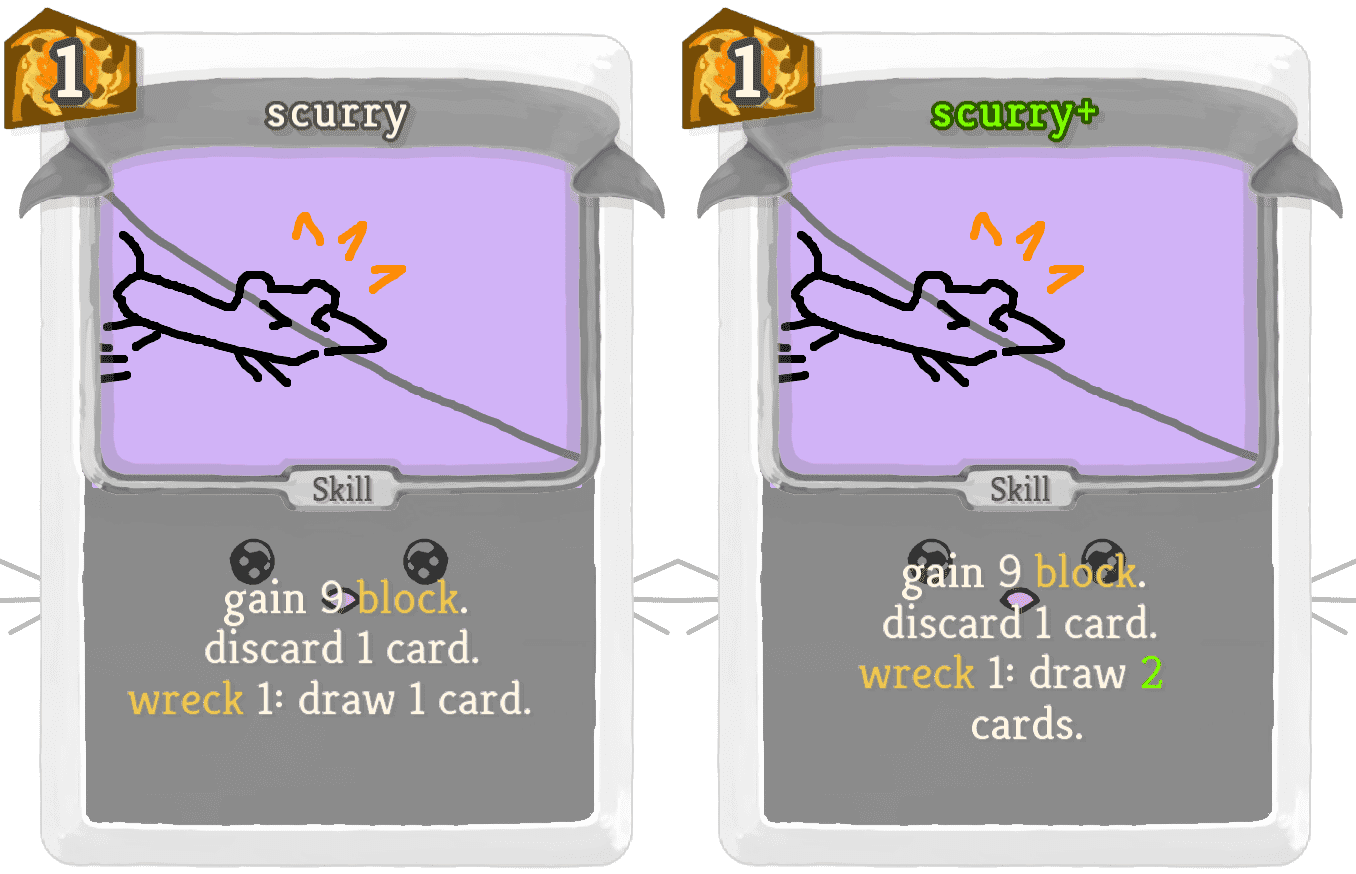 1
scurry
Skill
gain 9 block.
discard 1 card.
wreck 1: draw 1 card.
1
scurry+
Skill
gain 9 block.
discard 1 card.
wreck 1: draw 2
cards.